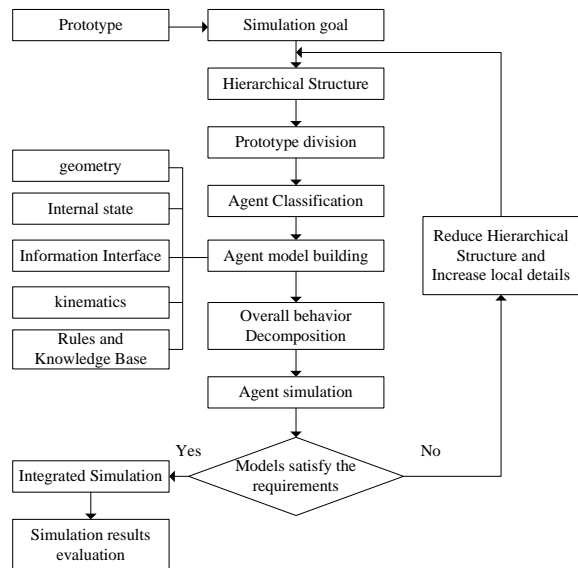 Prototype
Simulation goal
Hierarchical Structure
Prototype division
geometry
Internal state
Agent Classification
Information Interface
Agent model building
Reduce Hierarchical
Structure and
Increase local details
kinematics
Overall behavior
Decomposition
Rules and
Knowledge Base
Agent simulation
Yes
No
Models satisfy the
requirements
Integrated Simulation
Simulation results
evaluation